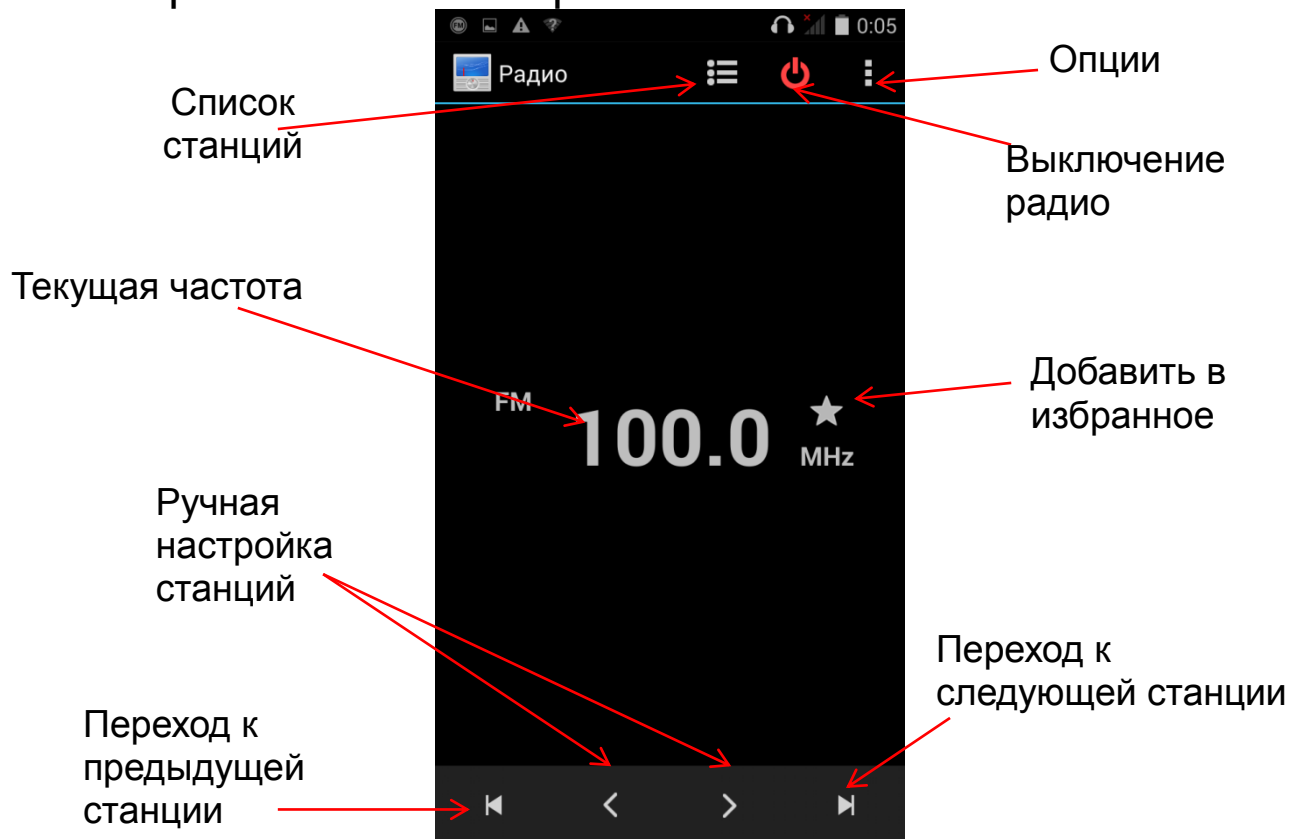 0:05
Радио
Опции
Список
станций
Выключение
радио
Текущая частота
Добавить в
избранное
FM
100.0
MHz
Ручная
настройка
станций
Переход к
следующей станции
Переход к
предыдущей
станции